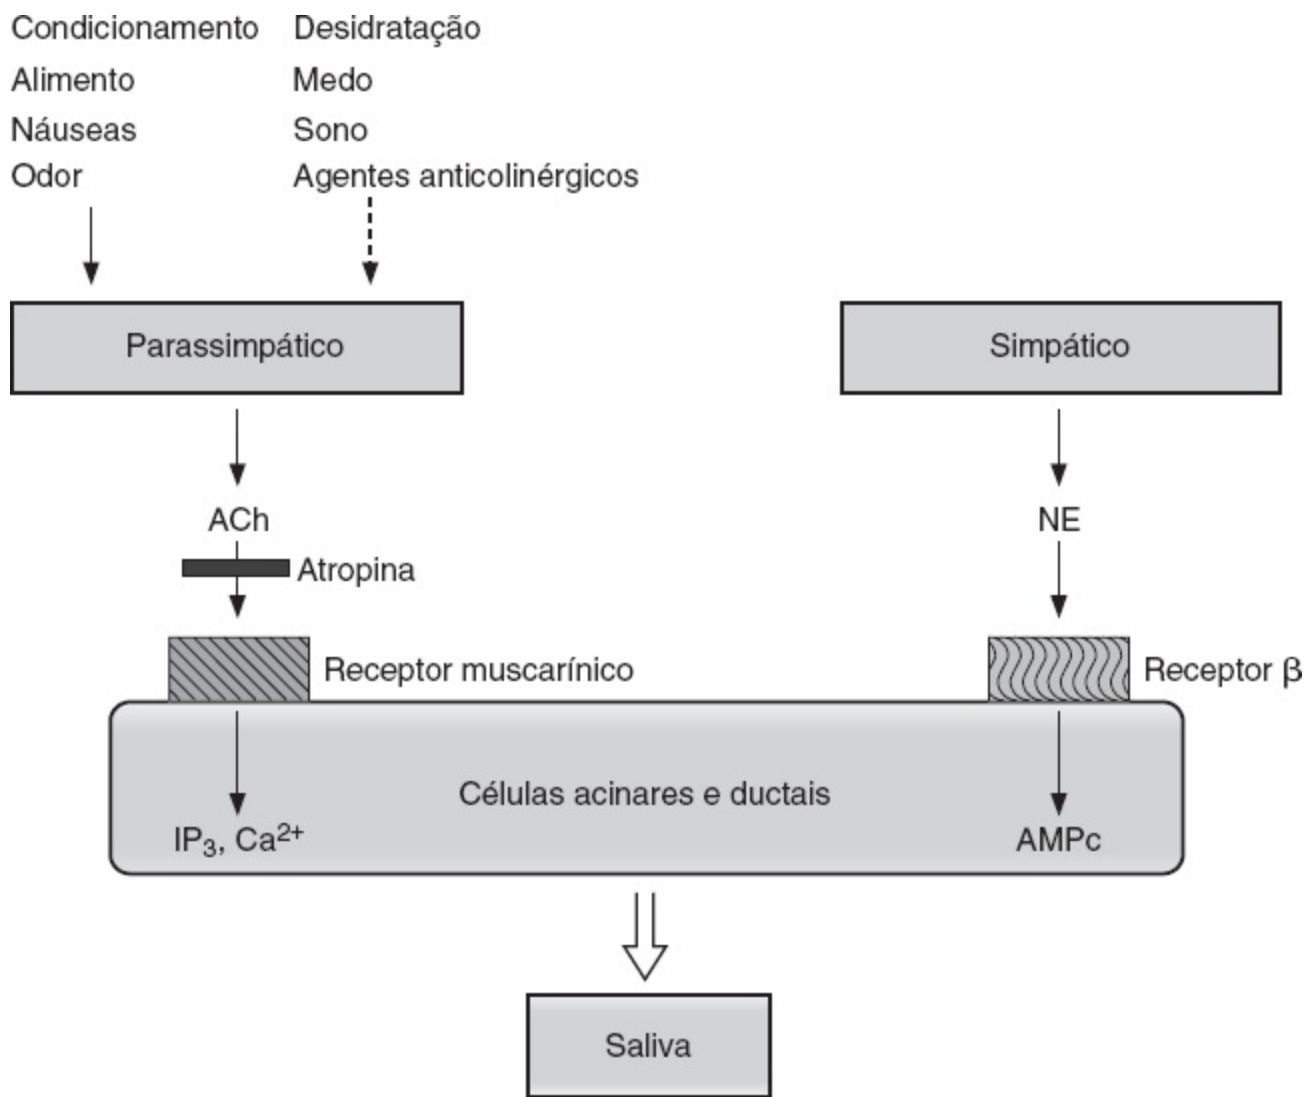 Condicionamento Desidratação
Alimento Medo
Náuseas Sono
Odor Agentes anticolinérgicos
Parassimpático Simpático
ACh NE
Atropina
Receptor muscarínico Receptor β
Células acinares e ductais
IP₃, Ca²⁺ AMPc
Saliva